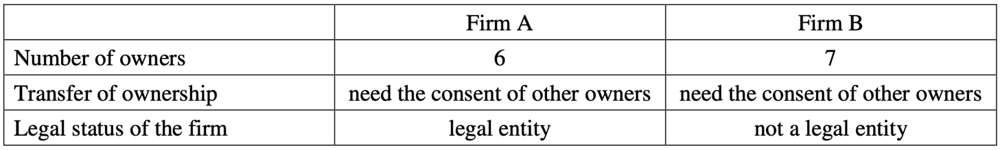 Firm A Firm B
Number of owners 6 7
Transfer of ownership need the consent of other owners need the consent of other owners
Legal status of the firm legal entity not a legal entity